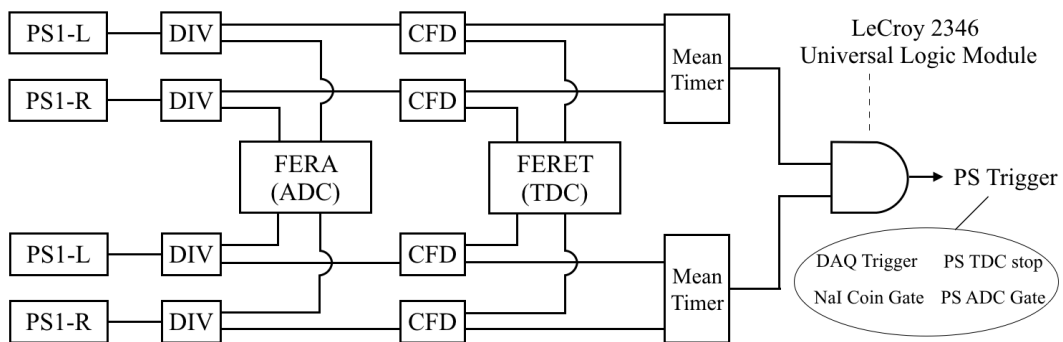 PS1-L
DIV
CFD
Mean
Timer
LeCroy 2346
Universal Logic Module
PS1-R
DIV
CFD
FERA
(ADC)
FERET
(TDC)
PS Trigger
PS1-L
DIV
CFD
Mean
Timer
DAQ Trigger
PS TDC stop
NaI Coin Gate
PS ADC Gate
PS1-R
DIV
CFD